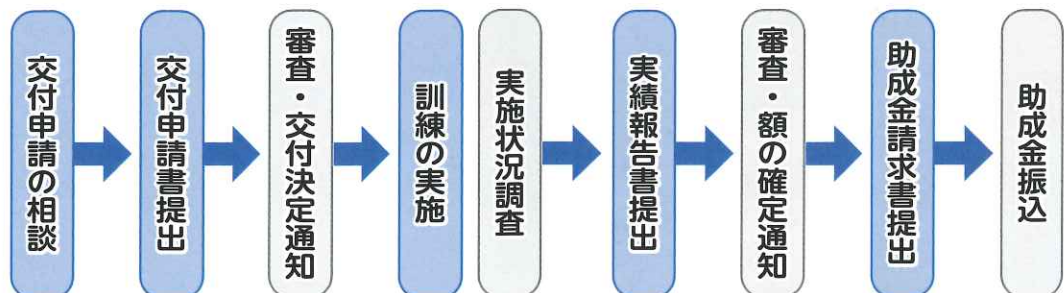 交付申請の相談
交付申請書提出
審査・交付決定通知
訓練の実施
実施状況調査
実績報告書提出
審査・額の確定通知
助成金請求書提出
助成金振込